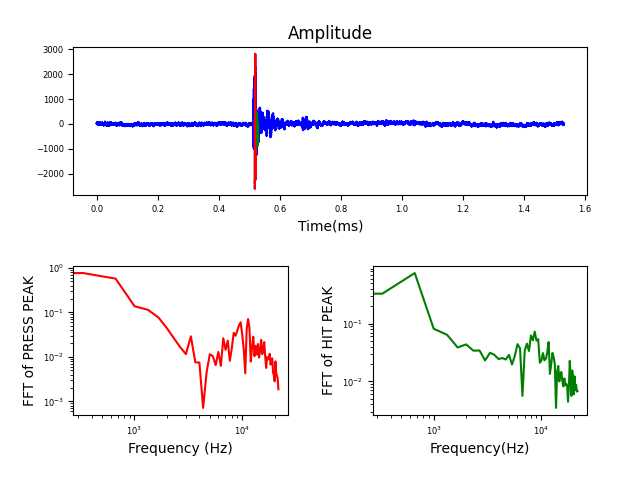 Amplitude
3000
2000
1000
0
−1000
−2000
0.0 0.2 0.4 0.6 0.8 1.0 1.2 1.4 1.6
Time(ms)
FFT of PRESS PEAK
10⁰
10⁻¹
10⁻²
10⁻³
10³ 10⁴
Frequency (Hz)
FFT of HIT PEAK
10⁻¹
10⁻²
10³ 10⁴
Frequency(Hz)